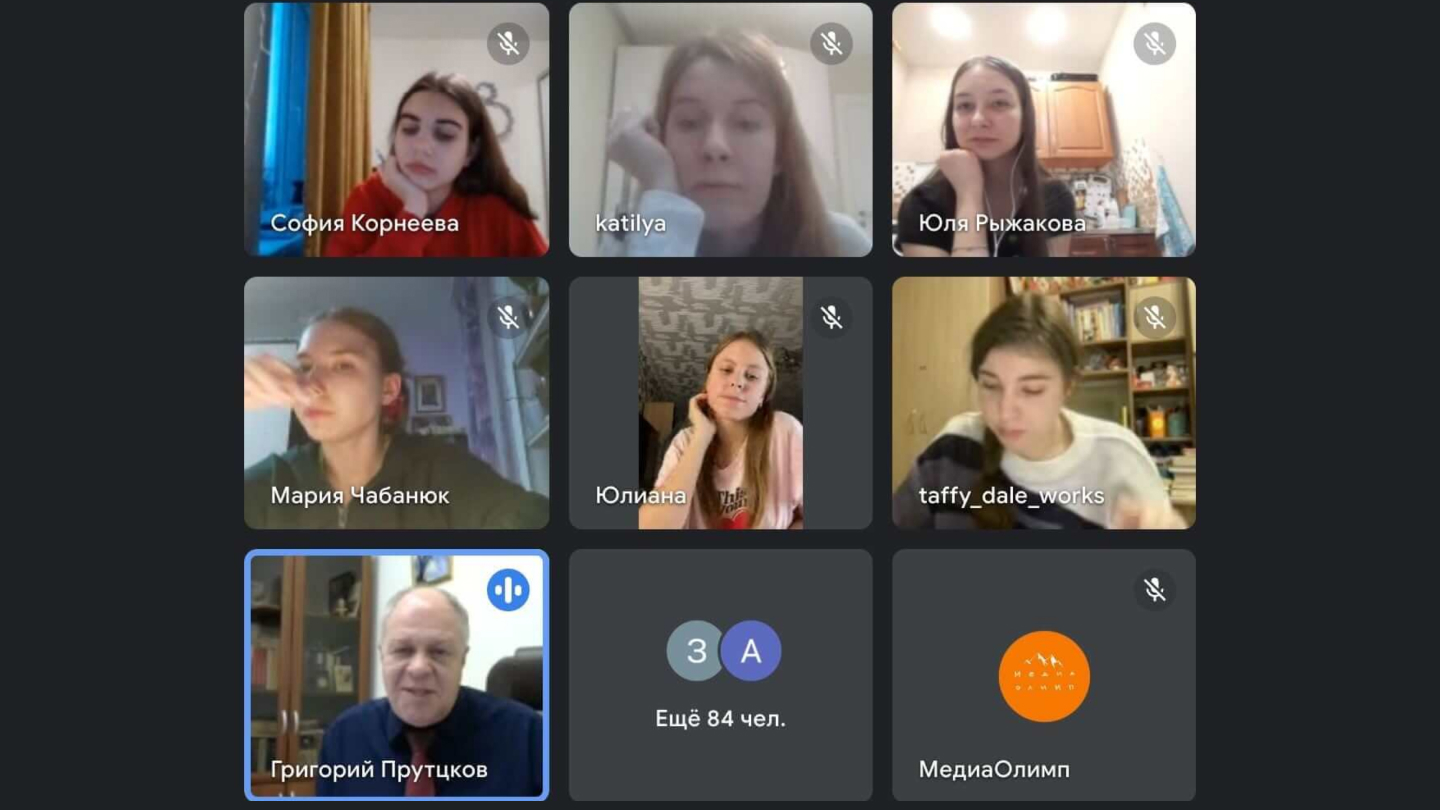 София Корнеева
katilya
Юля Рыжакова
Мария Чабанюк
Юлиана
taffy_dale_works
Григорий Прутцков
З А
Ещё 84 чел.
МедиаОлимп